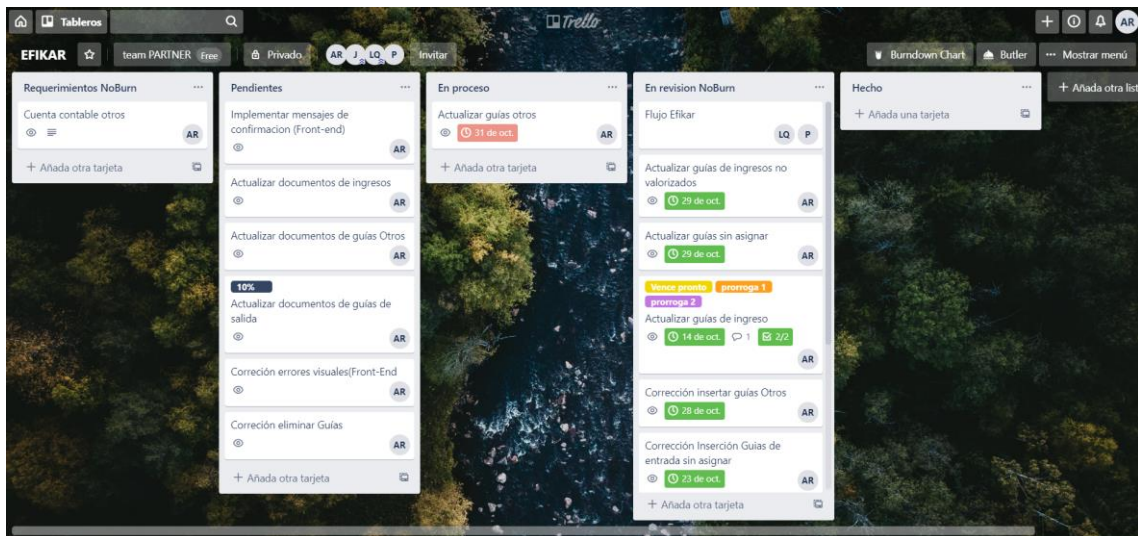 Tableros
Trello
AR
EFIKAR
team PARTNER Free
Privado
AR J LQ P
Invitar
Burndown Chart
Butler
Mostrar menú
Requerimientos NoBurn
Cuenta contable otros
AR
+ Añada otra tarjeta
Pendientes
Implementar mensajes de
confirmacion (Front-end)
AR
Actualizar documentos de ingresos
AR
Actualizar documentos de guías Otros
AR
10%
Actualizar documentos de guías de
salida
AR
Correción errores visuales(Front-End
AR
Correción eliminar Guías
AR
+ Añada otra tarjeta
En proceso
Actualizar guías otros
31 de oct.
AR
+ Añada otra tarjeta
En revision NoBurn
Flujo Efikar
LQ P
Actualizar guías de ingresos no
valorizados
29 de oct.
AR
Actualizar guías sin asignar
29 de oct.
AR
Vence pronto prorroga 1
prorroga 2
Actualizar guías de ingreso
14 de oct. 1 2/2
AR
Corrección insertar guías Otros
28 de oct.
AR
Corrección Inserción Guias de
entrada sin asignar
23 de oct.
AR
+ Añada otra tarjeta
Hecho
+ Añada una tarjeta
+ Añada otra list